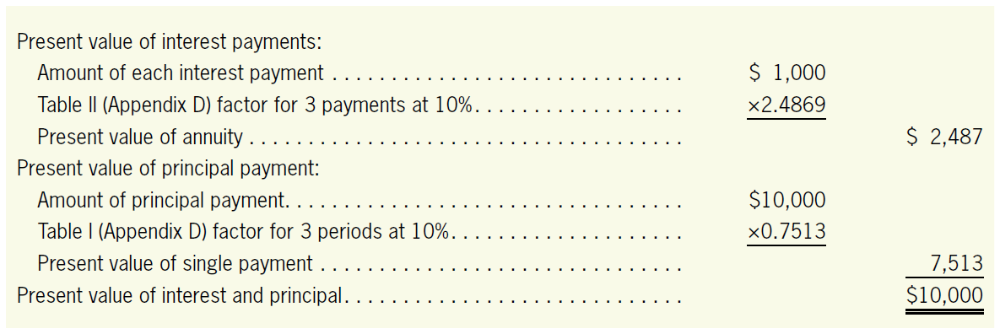 Present value of interest payments:
Amount of each interest payment . . . . . . . . . . . . . . . . . . . . . . . . . . . . . . $ 1,000
Table II (Appendix D) factor for 3 payments at 10%. . . . . . . . . . . . . . . . . . ×2.4869
Present value of annuity . . . . . . . . . . . . . . . . . . . . . . . . . . . . . . . . . . . . . $ 2,487
Present value of principal payment:
Amount of principal payment. . . . . . . . . . . . . . . . . . . . . . . . . . . . . . . . . . $10,000
Table I (Appendix D) factor for 3 periods at 10%. . . . . . . . . . . . . . . . . . . . ×0.7513
Present value of single payment . . . . . . . . . . . . . . . . . . . . . . . . . . . . . . . 7,513
Present value of interest and principal. . . . . . . . . . . . . . . . . . . . . . . . . . . . . $10,000